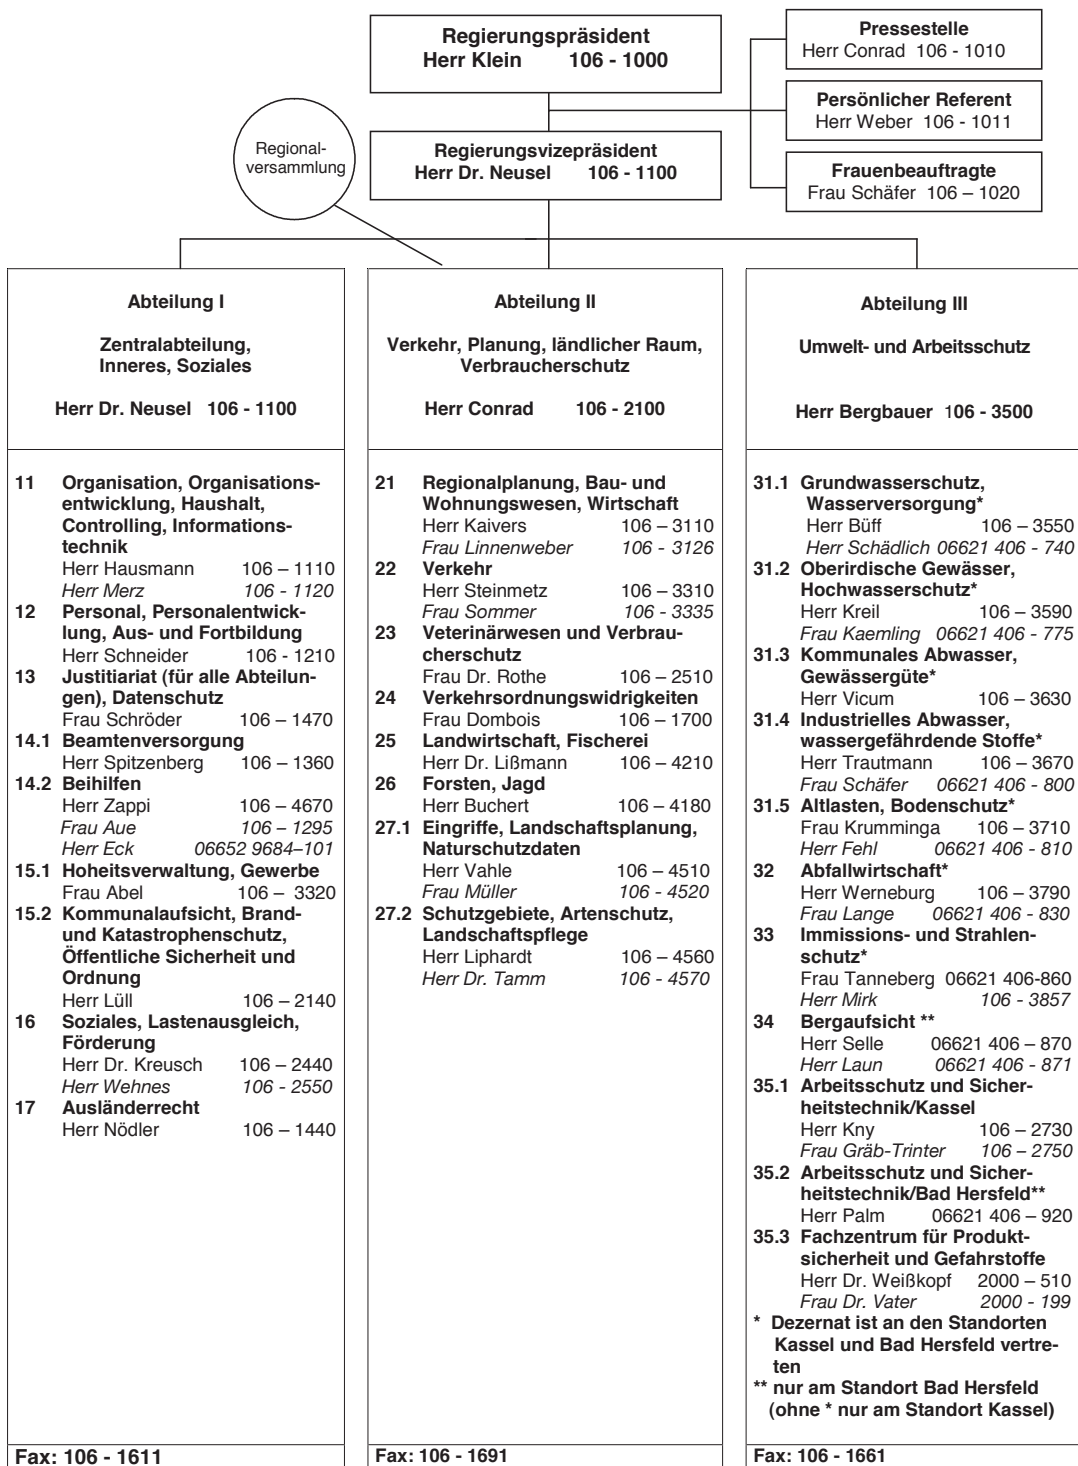 Regierungspräsident
Herr Klein 106 - 1000
Pressestelle
Herr Conrad 106 - 1010
Persönlicher Referent
Herr Weber 106 - 1011
Frauenbeauftragte
Frau Schäfer 106 – 1020
Regional-
versammlung
Regierungsvizepräsident
Herr Dr. Neusel 106 - 1100
Abteilung I
Zentralabteilung,
Inneres, Soziales
Herr Dr. Neusel 106 - 1100
11 Organisation, Organisations-
entwicklung, Haushalt,
Controlling, Informations-
technik
Herr Hausmann 106 – 1110
Herr Merz 106 - 1120
12 Personal, Personalentwick-
lung, Aus- und Fortbildung
Herr Schneider 106 - 1210
13 Justitiariat (für alle Abteilun-
gen), Datenschutz
Frau Schröder 106 – 1470
14.1 Beamtenversorgung
Herr Spitzenberg 106 – 1360
14.2 Beihilfen
Herr Zappi 106 – 4670
Frau Aue 106 – 1295
Herr Eck 06652 9684–101
15.1 Hoheitsverwaltung, Gewerbe
Frau Abel 106 – 3320
15.2 Kommunalaufsicht, Brand-
und Katastrophenschutz,
Öffentliche Sicherheit und
Ordnung
Herr Lüll 106 – 2140
16 Soziales, Lastenausgleich,
Förderung
Herr Dr. Kreusch 106 – 2440
Herr Wehnes 106 - 2550
17 Ausländerrecht
Herr Nödler 106 – 1440
Fax: 106 - 1611
Abteilung II
Verkehr, Planung, ländlicher Raum,
Verbraucherschutz
Herr Conrad 106 - 2100
21 Regionalplanung, Bau- und
Wohnungswesen, Wirtschaft
Herr Kaivers 106 – 3110
Frau Linnenweber 106 - 3126
22 Verkehr
Herr Steinmetz 106 – 3310
Frau Sommer 106 - 3335
23 Veterinärwesen und Verbrau-
cherschutz
Frau Dr. Rothe 106 – 2510
24 Verkehrsordnungswidrigkeiten
Frau Dombois 106 – 1700
25 Landwirtschaft, Fischerei
Herr Dr. Lißmann 106 – 4210
26 Forsten, Jagd
Herr Buchert 106 – 4180
27.1 Eingriffe, Landschaftsplanung,
Naturschutzdaten
Herr Vahle 106 – 4510
Frau Müller 106 - 4520
27.2 Schutzgebiete, Artenschutz,
Landschaftspflege
Herr Liphardt 106 – 4560
Herr Dr. Tamm 106 - 4570
Fax: 106 - 1691
Abteilung III
Umwelt- und Arbeitsschutz
Herr Bergbauer 106 - 3500
31.1 Grundwasserschutz,
Wasserversorgung*
Herr Büff 106 – 3550
Herr Schädlich 06621 406 - 740
31.2 Oberirdische Gewässer,
Hochwasserschutz*
Herr Kreil 106 – 3590
Frau Kaemling 06621 406 - 775
31.3 Kommunales Abwasser,
Gewässergüte*
Herr Vicum 106 – 3630
31.4 Industrielles Abwasser,
wassergefährdende Stoffe*
Herr Trautmann 106 – 3670
Frau Schäfer 06621 406 - 800
31.5 Altlasten, Bodenschutz*
Frau Krumminga 106 – 3710
Herr Fehl 06621 406 - 810
32 Abfallwirtschaft*
Herr Werneburg 106 – 3790
Frau Lange 06621 406 - 830
33 Immissions- und Strahlen-
schutz*
Frau Tanneberg 06621 406-860
Herr Mirk 106 - 3857
34 Bergaufsicht **
Herr Selle 06621 406 – 870
Herr Laun 06621 406 - 871
35.1 Arbeitsschutz und Sicher-
heitstechnik/Kassel
Herr Kny 106 – 2730
Frau Gräb-Trinter 106 – 2750
35.2 Arbeitsschutz und Sicher-
heitstechnik/Bad Hersfeld**
Herr Palm 06621 406 – 920
35.3 Fachzentrum für Produkt-
sicherheit und Gefahrstoffe
Herr Dr. Weißkopf 2000 – 510
Frau Dr. Vater 2000 - 199
* Dezernat ist an den Standorten
Kassel und Bad Hersfeld vertre-
ten
** nur am Standort Bad Hersfeld
(ohne * nur am Standort Kassel)
Fax: 106 - 1661